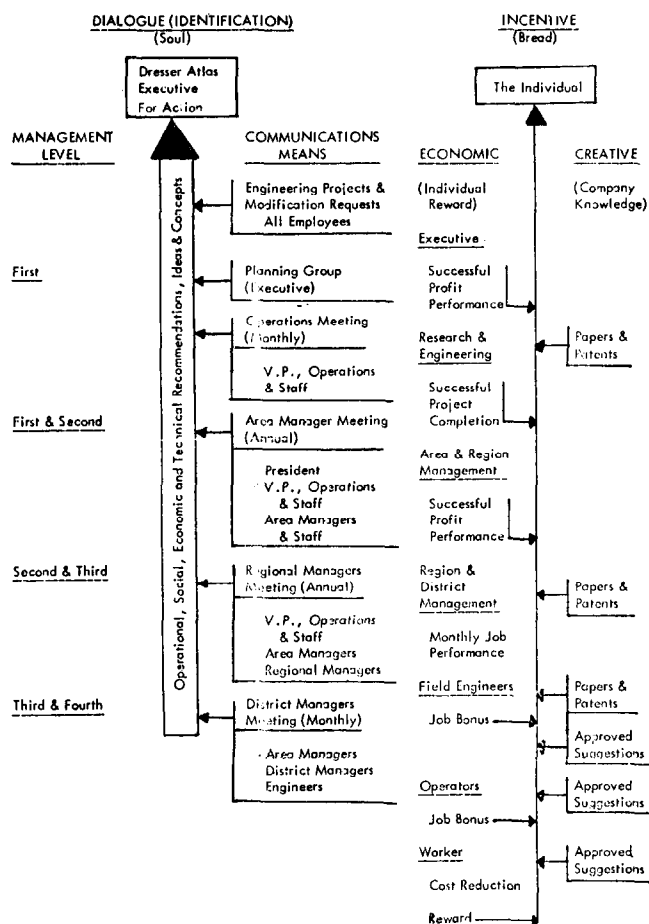 DIALOGUE (IDENTIFICATION)
(Soul)
Dresser Atlas
Executive
For Action
MANAGEMENT
LEVEL
COMMUNICATIONS
MEANS
Operational, Social, Economic and Technical Recommendations, Ideas & Concepts
Engineering Projects &
Modification Requests
All Employees
First
Planning Group
(Executive)
Operations Meeting
(Monthly)
V.P., Operations
& Staff
First & Second
Area Manager Meeting
(Annual)
President
V.P., Operations
& Staff
Area Managers
& Staff
Second & Third
Regional Managers
Meeting (Annual)
V.P., Operations
& Staff
Area Managers
Regional Managers
Third & Fourth
District Managers
Meeting (Monthly)
Area Managers
District Managers
Engineers
INCENTIVE
(Bread)
The Individual
ECONOMIC
(Individual
Reward)
CREATIVE
(Company
Knowledge)
Executive
Successful
Profit
Performance
Research &
Engineering
Papers &
Patents
Successful
Project
Completion
Area & Region
Management
Successful
Profit
Performance
Region &
District
Management
Papers &
Patents
Monthly Job
Performance
Field Engineers
Papers &
Patents
Job Bonus
Approved
Suggestions
Operators
Approved
Suggestions
Job Bonus
Worker
Approved
Suggestions
Cost Reduction
Reward